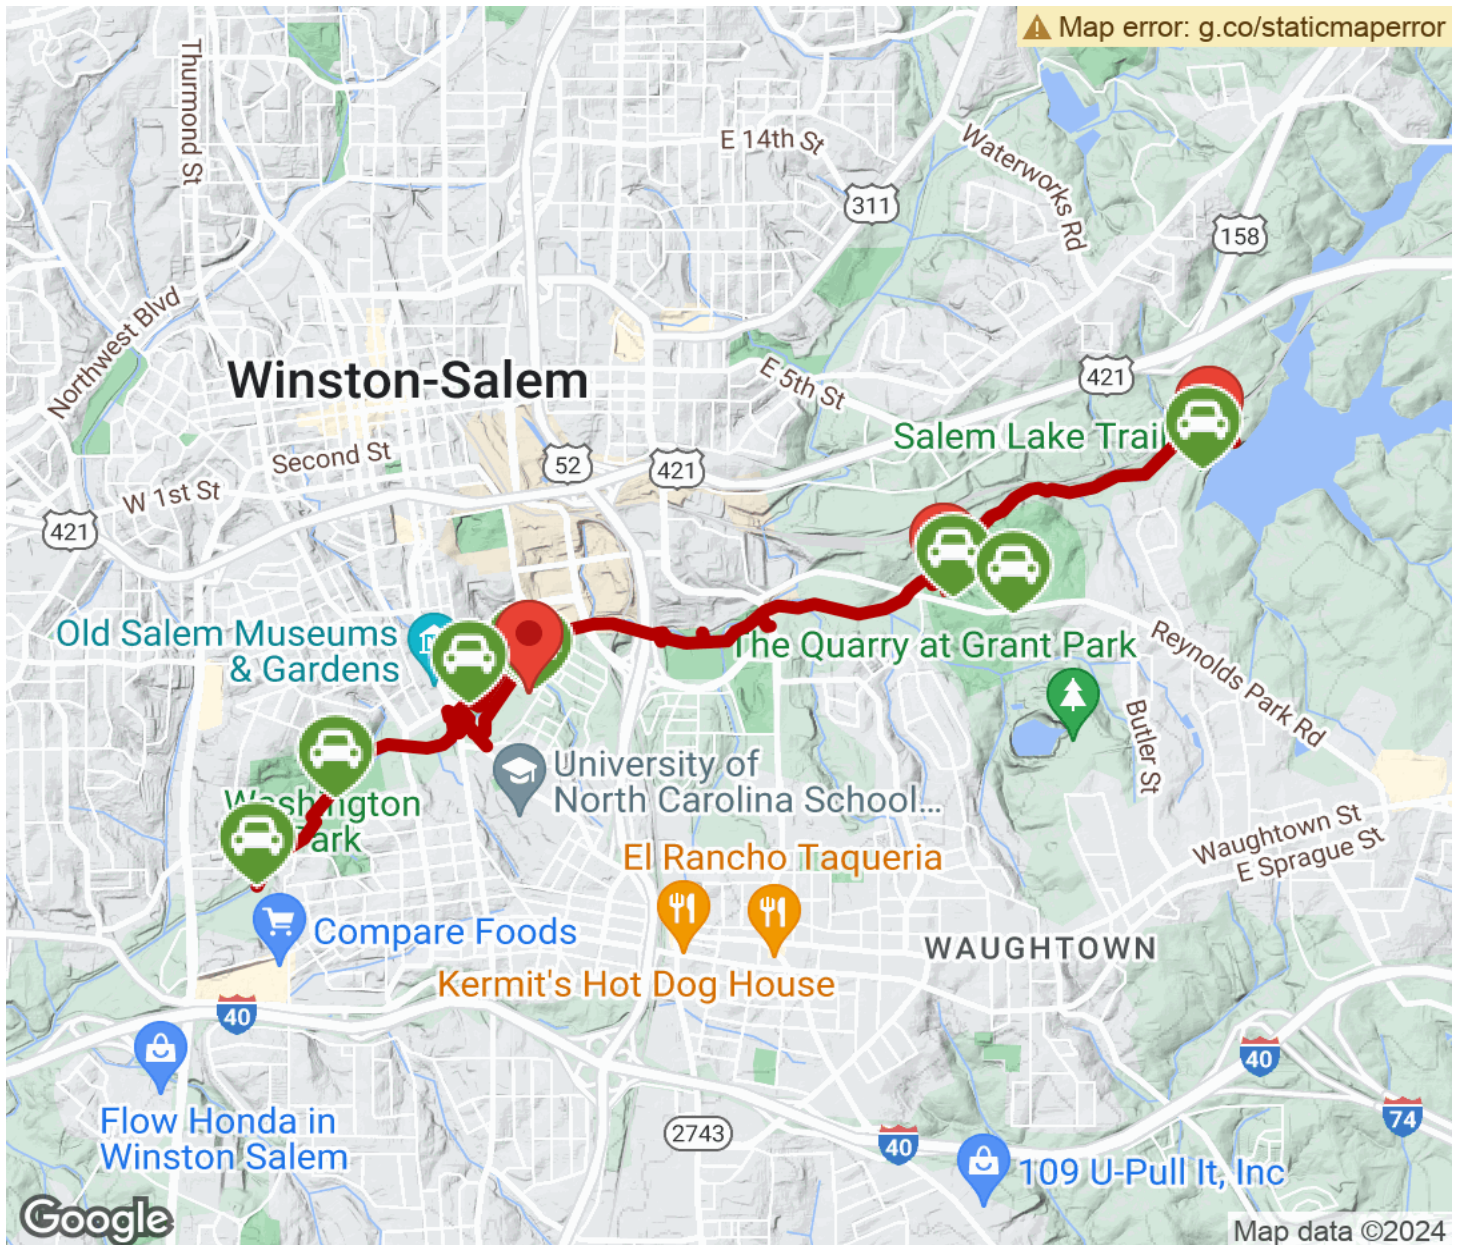 Map error: g.co/staticmaperror
Thurmond St
E 14th St
Waterworks Rd
311
158
Northwest Blvd
Winston-Salem
E 5th St
421
Salem Lake Trail
Second St
52
421
W 1st St
421
Old Salem Museums
& Gardens
The Quarry at Grant Park
Reynolds Park Rd
Butler St
University of
North Carolina School...
Washington
Park
Waughtown St
E Sprague St
El Rancho Taqueria
Compare Foods
WAUGHTOWN
Kermit's Hot Dog House
40
40
Flow Honda in
Winston Salem
2743
40
74
109 U-Pull It, Inc
Google
Map data ©2024